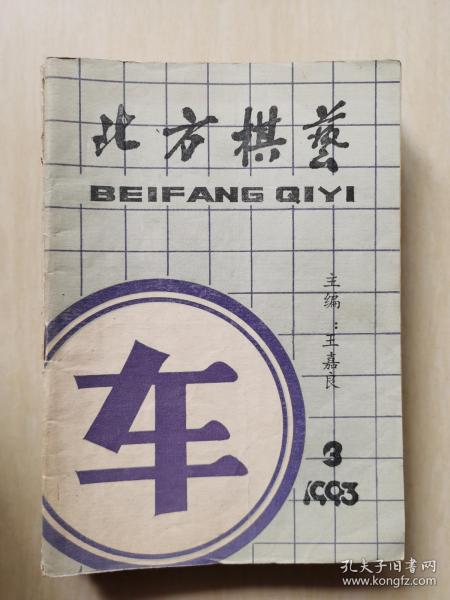 北方棋藝
BEIFANG QIYI
主编：王嘉良
车
3
1993
孔夫子旧书网
www.kongfz.com